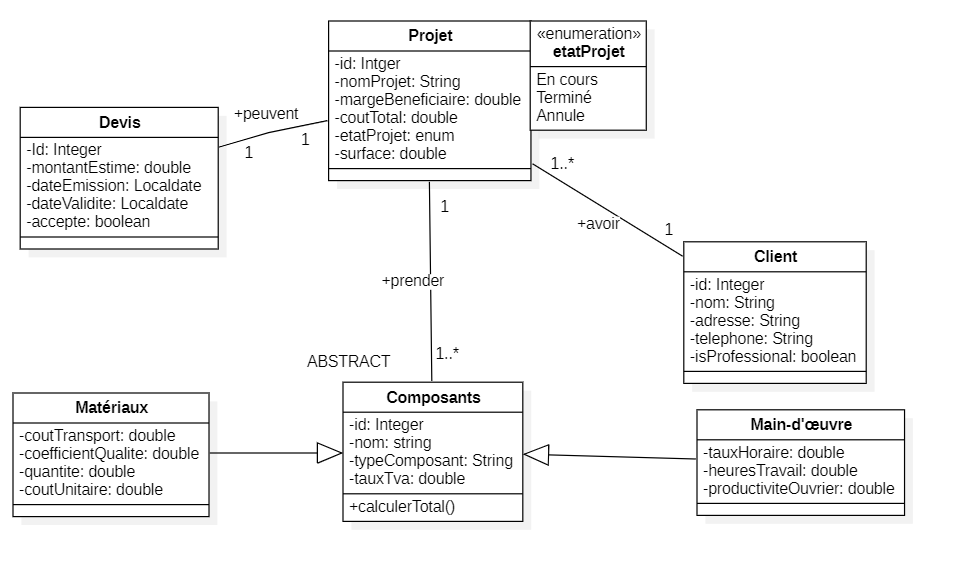 Projet
-id: Intger
-nomProjet: String
-margeBeneficiaire: double
-coutTotal: double
-etatProjet: enum
-surface: double
«enumeration»
etatProjet
En cours
Terminé
Annule
Devis
-Id: Integer
-montantEstime: double
-dateEmission: Localdate
-dateValidite: Localdate
-accepte: boolean
+peuvent
1
1
1..*
+avoir
1
1
+prender
1..*
Client
-id: Integer
-nom: String
-adresse: String
-telephone: String
-isProfessional: boolean
ABSTRACT
Composants
-id: Integer
-nom: string
-typeComposant: String
-tauxTva: double
+calculerTotal()
Matériaux
-coutTransport: double
-coefficientQualite: double
-quantite: double
-coutUnitaire: double
Main-d'œuvre
-tauxHoraire: double
-heuresTravail: double
-productiviteOuvrier: double